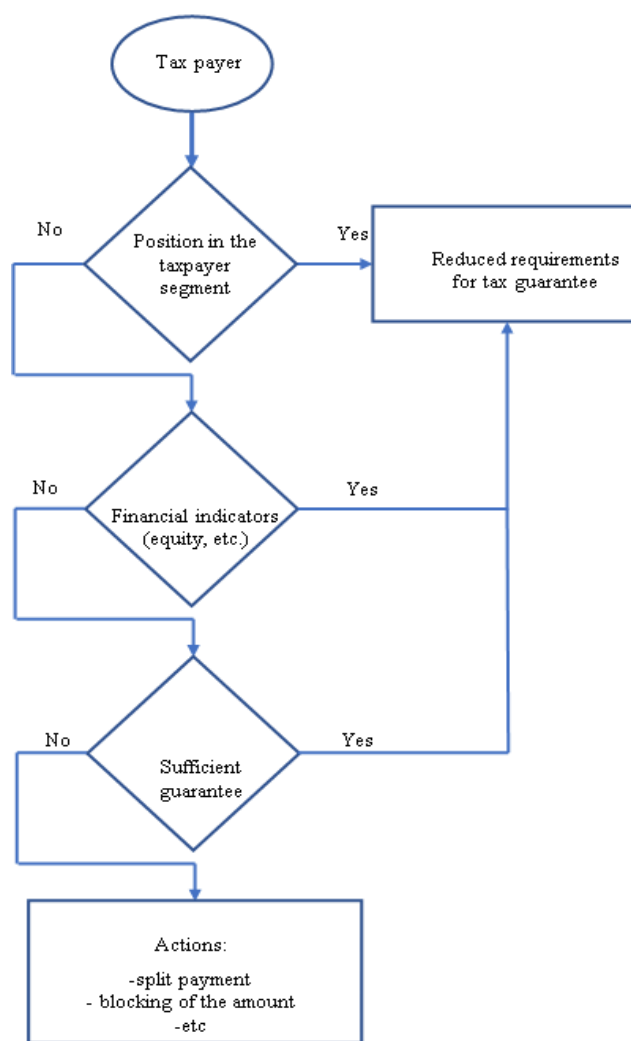 Tax payer
No
Position in the
taxpayer
segment
Yes
Reduced requirements
for tax guarantee
No
Financial indicators
(equity, etc.)
Yes
No
Sufficient
guarantee
Yes
Actions:
-split payment
- blocking of the amount
-etc